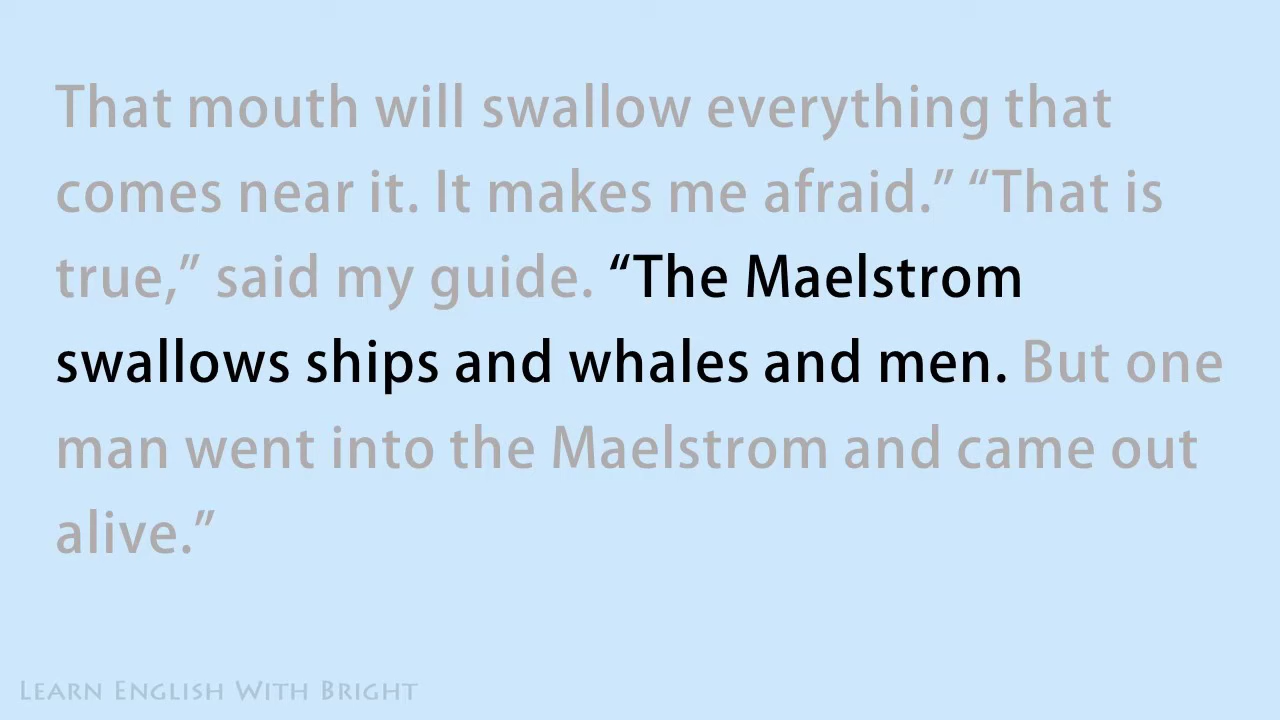 That mouth will swallow everything that
comes near it. It makes me afraid.” “That is
true,” said my guide. “The Maelstrom
swallows ships and whales and men. But one
man went into the Maelstrom and came out
alive.”
Learn English With Bright